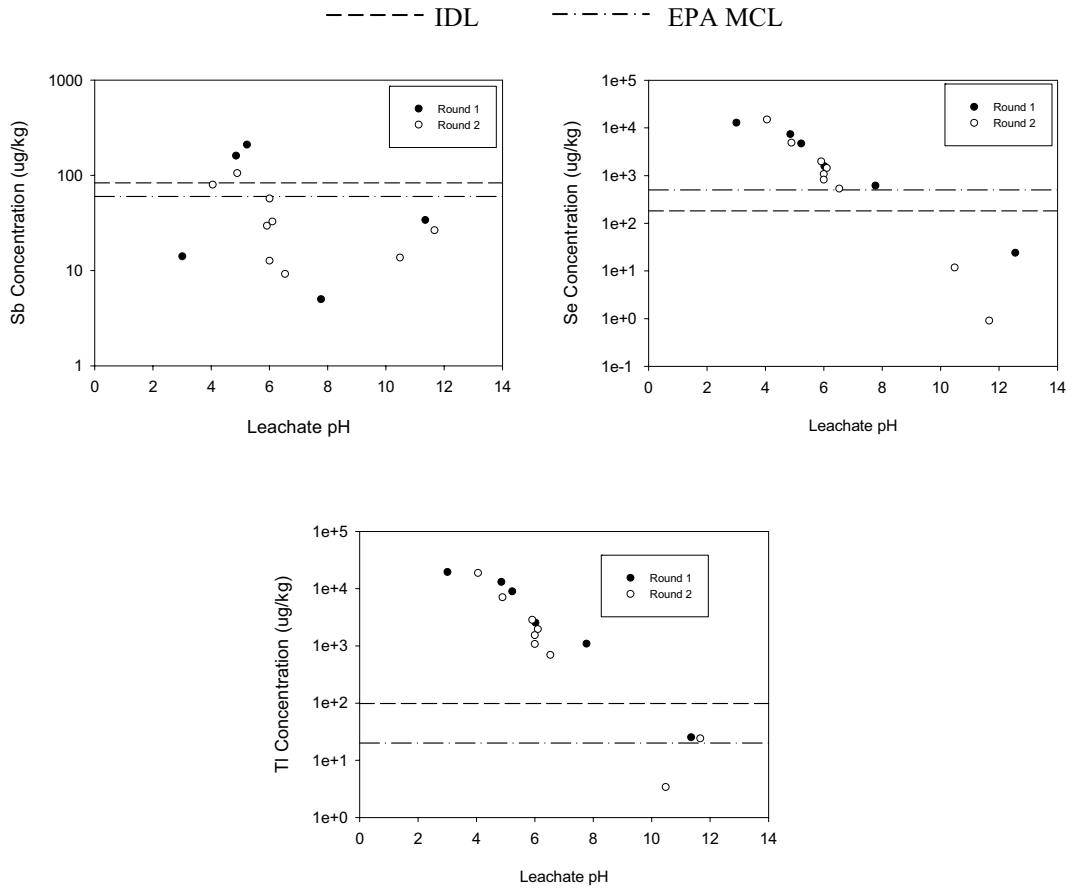 IDL EPA MCL
Sb Concentration (ug/kg)
1000
100
10
1
0 2 4 6 8 10 12 14
Leachate pH
Round 1
Round 2
Se Concentration (ug/kg)
1e+5
1e+4
1e+3
1e+2
1e+1
1e+0
1e-1
0 2 4 6 8 10 12 14
Leachate pH
Round 1
Round 2
Tl Concentration (ug/kg)
1e+5
1e+4
1e+3
1e+2
1e+1
1e+0
0 2 4 6 8 10 12 14
Leachate pH
Round 1
Round 2